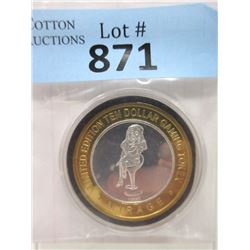 COTTON
AUCTIONS
Lot #
871
LIMITED EDITION TEN DOLLAR GAMING TOKEN
MIRAGE